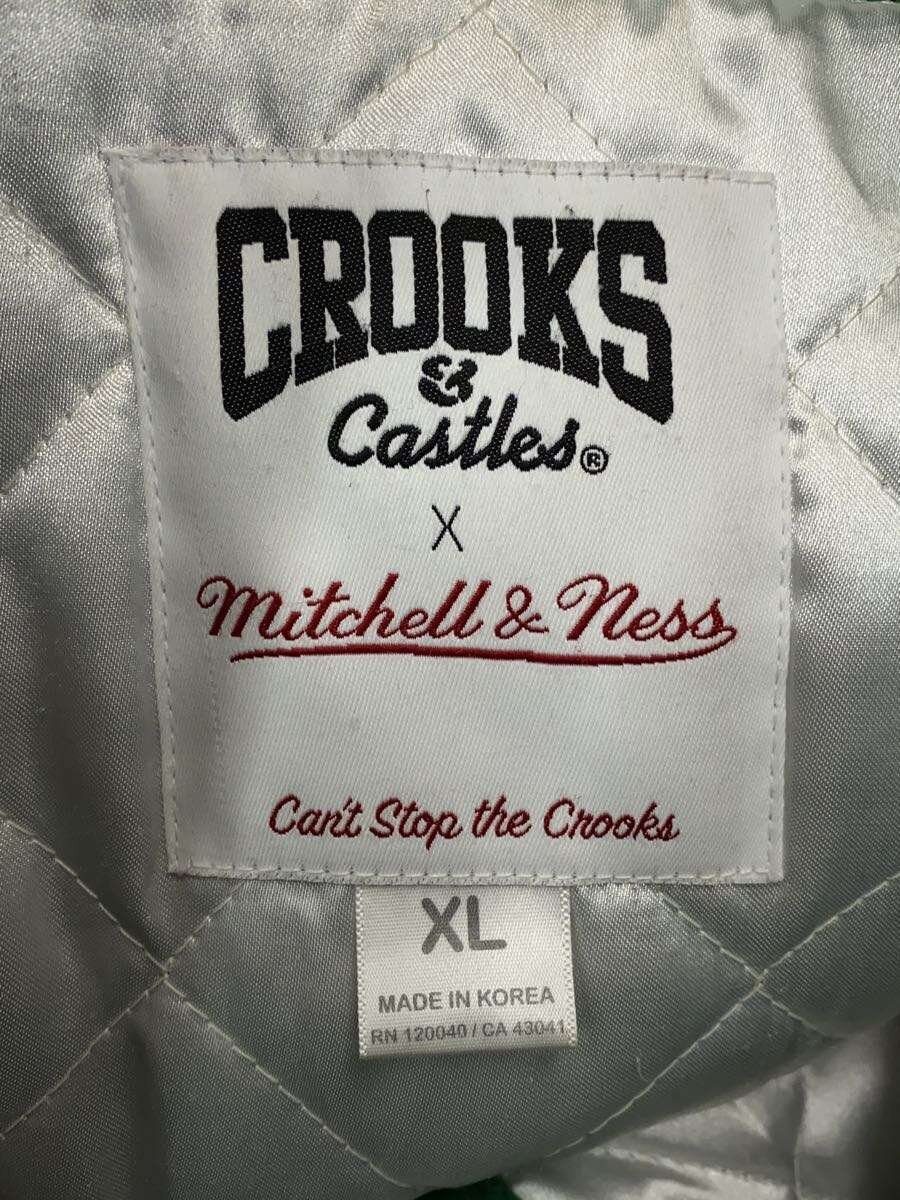 CROOKS
&
Castles®
X
Mitchell & Ness
Can't Stop the Crooks
XL
MADE IN KOREA
RN 120040 / CA 43041